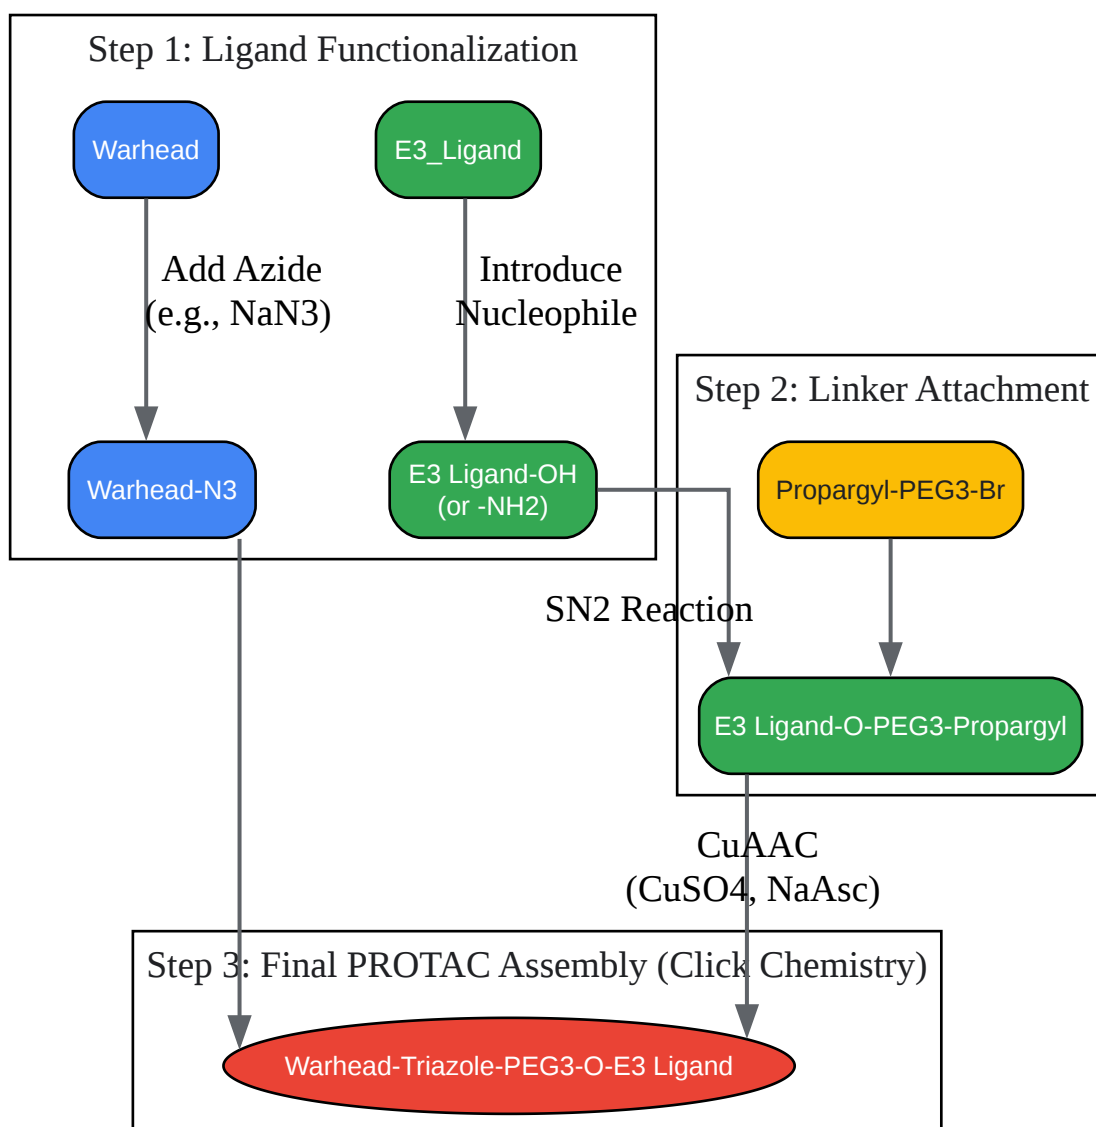 Step 1: Ligand Functionalization
Warhead
E3_Ligand
Add Azide
(e.g., NaN3)
Introduce
Nucleophile
Warhead-N3
E3 Ligand-OH
(or -NH2)
Step 2: Linker Attachment
Propargyl-PEG3-Br
SN2 Reaction
E3 Ligand-O-PEG3-Propargyl
CuAAC
(CuSO4, NaAsc)
Step 3: Final PROTAC Assembly (Click Chemistry)
Warhead-Triazole-PEG3-O-E3 Ligand